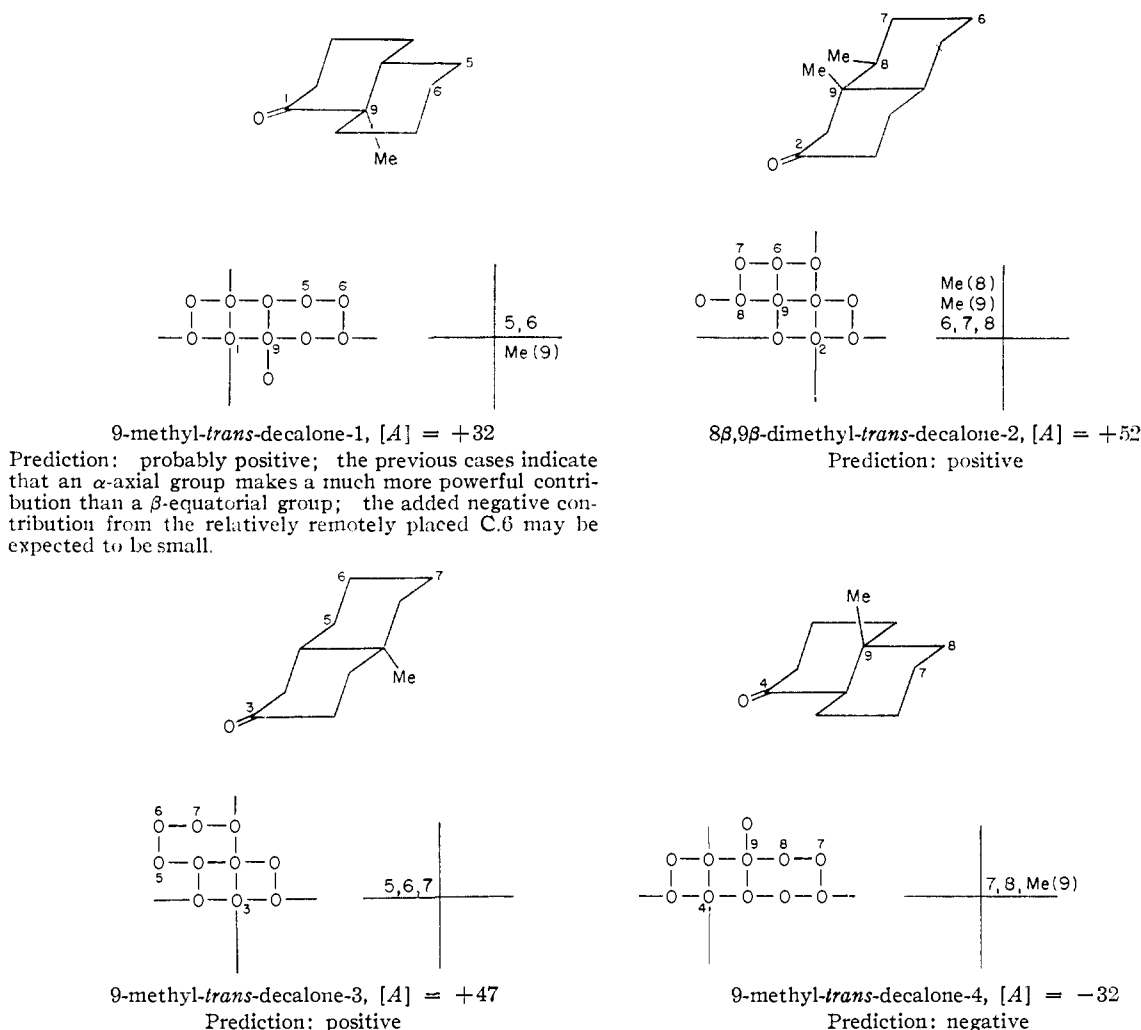 1
5
6
9
O
Me
7
6
Me
8
Me
9
2
O
O—O—O—O—O
5 6
O—O—O—O—O
1 9
O
5, 6
Me(9)
7 6
O—O—O
O—O—O—O—O
8 9
O—O—O
2
Me(8)
Me(9)
6, 7, 8
9-methyl-trans-decalone-1, [A] = +32
Prediction: probably positive; the previous cases indicate
that an α-axial group makes a much more powerful contri-
bution than a β-equatorial group; the added negative con-
tribution from the relatively remotely placed C.6 may be
expected to be small.
8β,9β-dimethyl-trans-decalone-2, [A] = +52
Prediction: positive
6
7
5
Me
3
O
Me
9
8
7
4
O
6 7
O—O—O
O—O—O—O
5
O—O—O
3
5,6,7
O
9 8 7
O—O—O—O—O
O—O—O—O—O
4
7,8,Me(9)
9-methyl-trans-decalone-3, [A] = +47
Prediction: positive
9-methyl-trans-decalone-4, [A] = −32
Prediction: negative